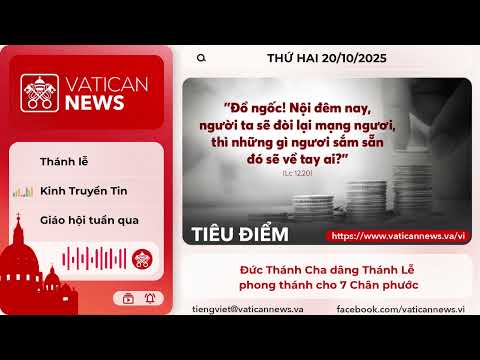 VATICAN
NEWS
Thánh lễ
Kinh Truyền Tin
Giáo hội tuần qua
THỨ HAI 20/10/2025
"Đồ ngốc! Nội đêm nay,
người ta sẽ đòi lại mạng ngươi,
thì những gì ngươi sắm sẵn
đó sẽ về tay ai?"
(Lc 12,20)
TIÊU ĐIỂM
https://www.vaticannews.va/vi
Đức Thánh Cha dâng Thánh Lễ
phong thánh cho 7 Chân phước
tiengviet@vaticannews.va
facebook.com/vaticannews.vi